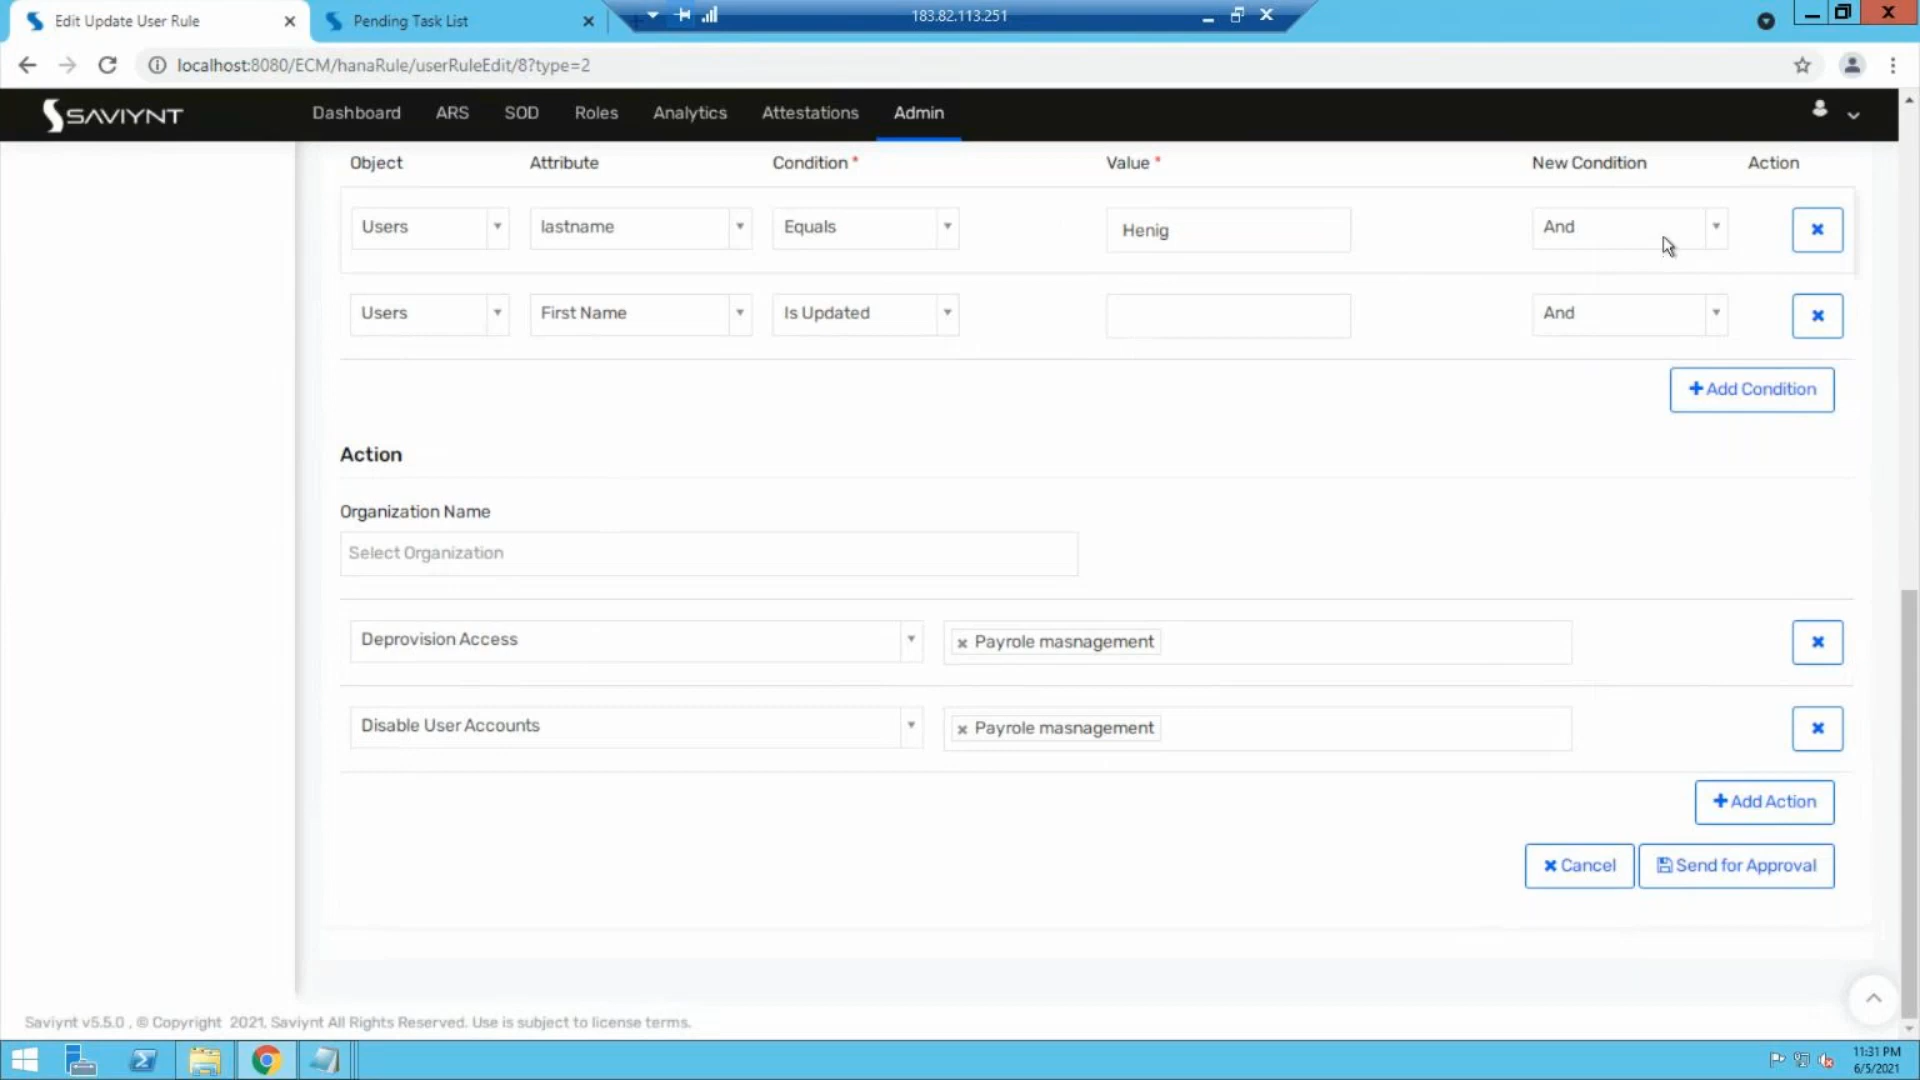 Edit Update User Rule
Pending Task List
183.82.113.251
localhost:8080/ECM/hanaRule/userRuleEdit/8?type=2
SAVIYNT Dashboard ARS SOD Roles Analytics Attestations Admin
Object Attribute Condition * Value * New Condition Action
Users lastname Equals Henig And
Users First Name Is Updated And
Add Condition
Action
Organization Name
Select Organization
Deprovision Access Payrole masnagement
Disable User Accounts Payrole masnagement
Add Action
Cancel Send for Approval
Saviynt v5.5.0 , © Copyright 2021, Saviynt All Rights Reserved. Use is subject to license terms.
11:31 PM
6/5/2021